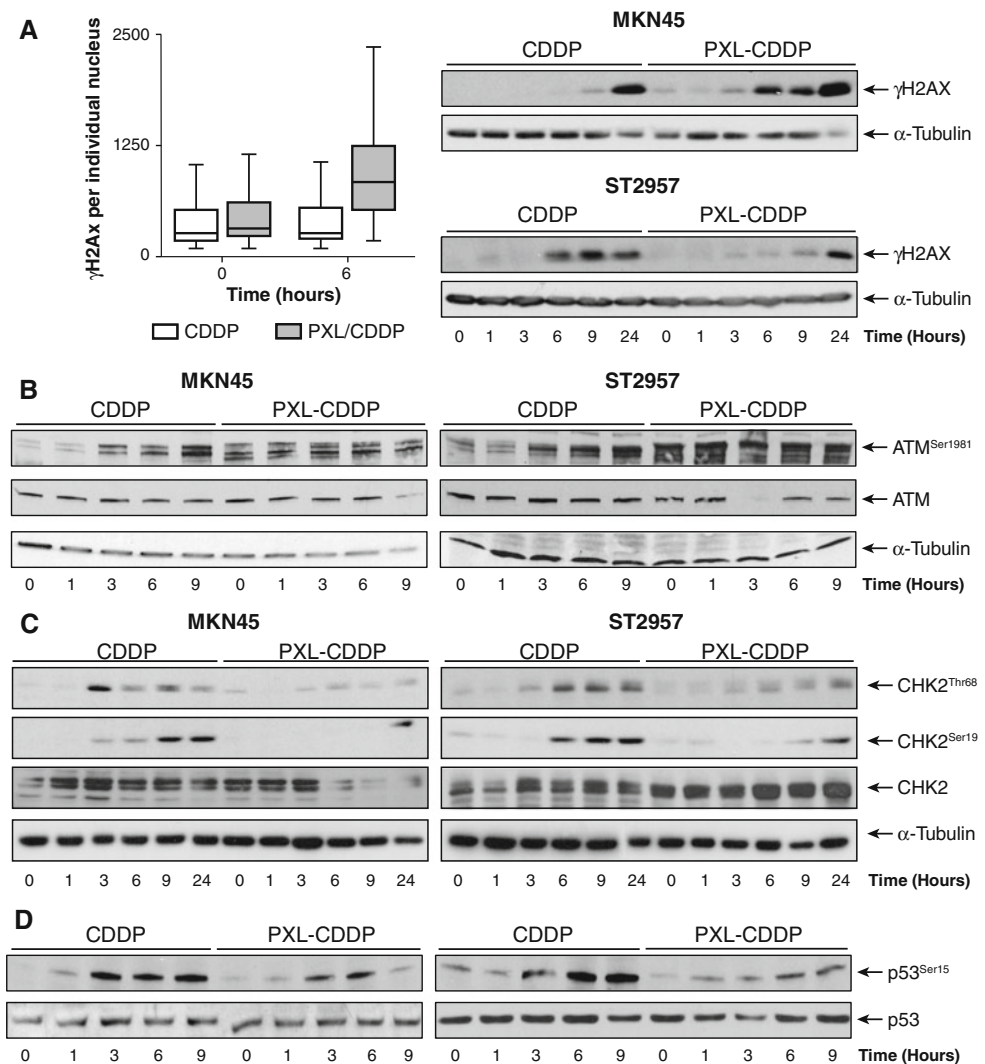 A
γH2Ax per individual nucleus
2500
1250
0
0 6
Time (hours)
CDDP PXL/CDDP
MKN45
CDDP PXL-CDDP
γH2AX
α-Tubulin
ST2957
CDDP PXL-CDDP
γH2AX
α-Tubulin
0 1 3 6 9 24 0 1 3 6 9 24 Time (Hours)
B
MKN45 ST2957
CDDP PXL-CDDP CDDP PXL-CDDP
ATMSer1981
ATM
α-Tubulin
0 1 3 6 9 0 1 3 6 9 0 1 3 6 9 0 1 3 6 9 Time (Hours)
C
MKN45 ST2957
CDDP PXL-CDDP CDDP PXL-CDDP
CHK2Thr68
CHK2Ser19
CHK2
α-Tubulin
0 1 3 6 9 24 0 1 3 6 9 24 0 1 3 6 9 24 0 1 3 6 9 24 Time (Hours)
D
CDDP PXL-CDDP CDDP PXL-CDDP
p53Ser15
p53
0 1 3 6 9 0 1 3 6 9 0 1 3 6 9 0 1 3 6 9 Time (Hours)